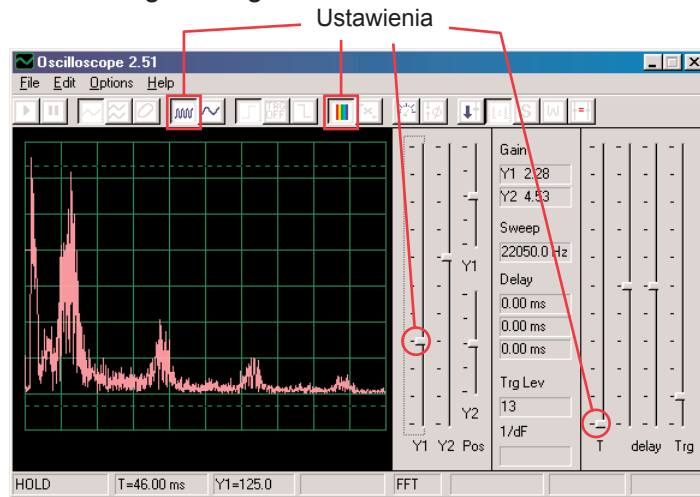 Ustawienia
Oscilloscope 2.51
File Edit Options Help
TRG OFF
S
Gain
Y1 2.28
Y2 4.53
Sweep
22050.0 Hz
Delay
0.00 ms
0.00 ms
0.00 ms
Trg Lev
13
1/dF
Y1
Y2
Y1 Y2 Pos
T delay Trg
HOLD T=46.00 ms Y1=125.0 FFT